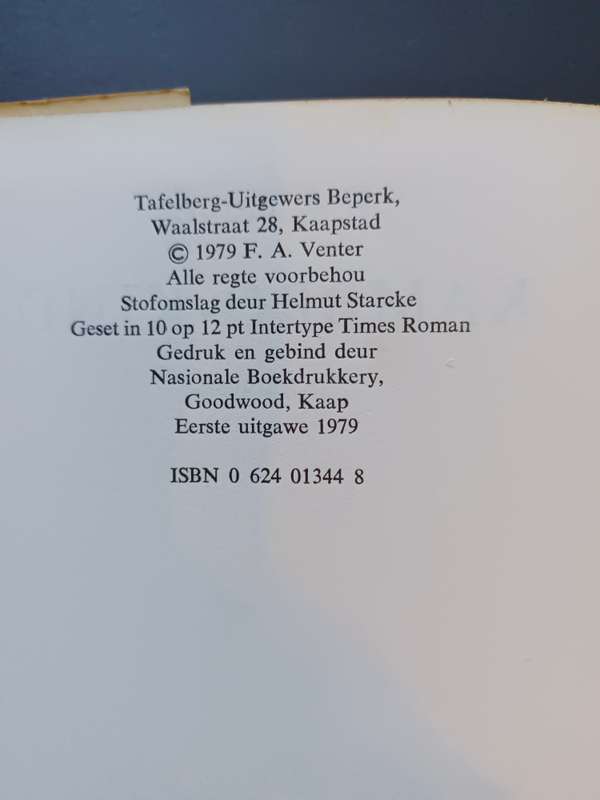 Tafelberg-Uitgewers Beperk,
Waalstraat 28, Kaapstad
© 1979 F. A. Venter
Alle regte voorbehou
Stofomslag deur Helmut Starcke
Geset in 10 op 12 pt Intertype Times Roman
Gedruk en gebind deur
Nasionale Boekdrukkery,
Goodwood, Kaap
Eerste uitgawe 1979
ISBN 0 624 01344 8